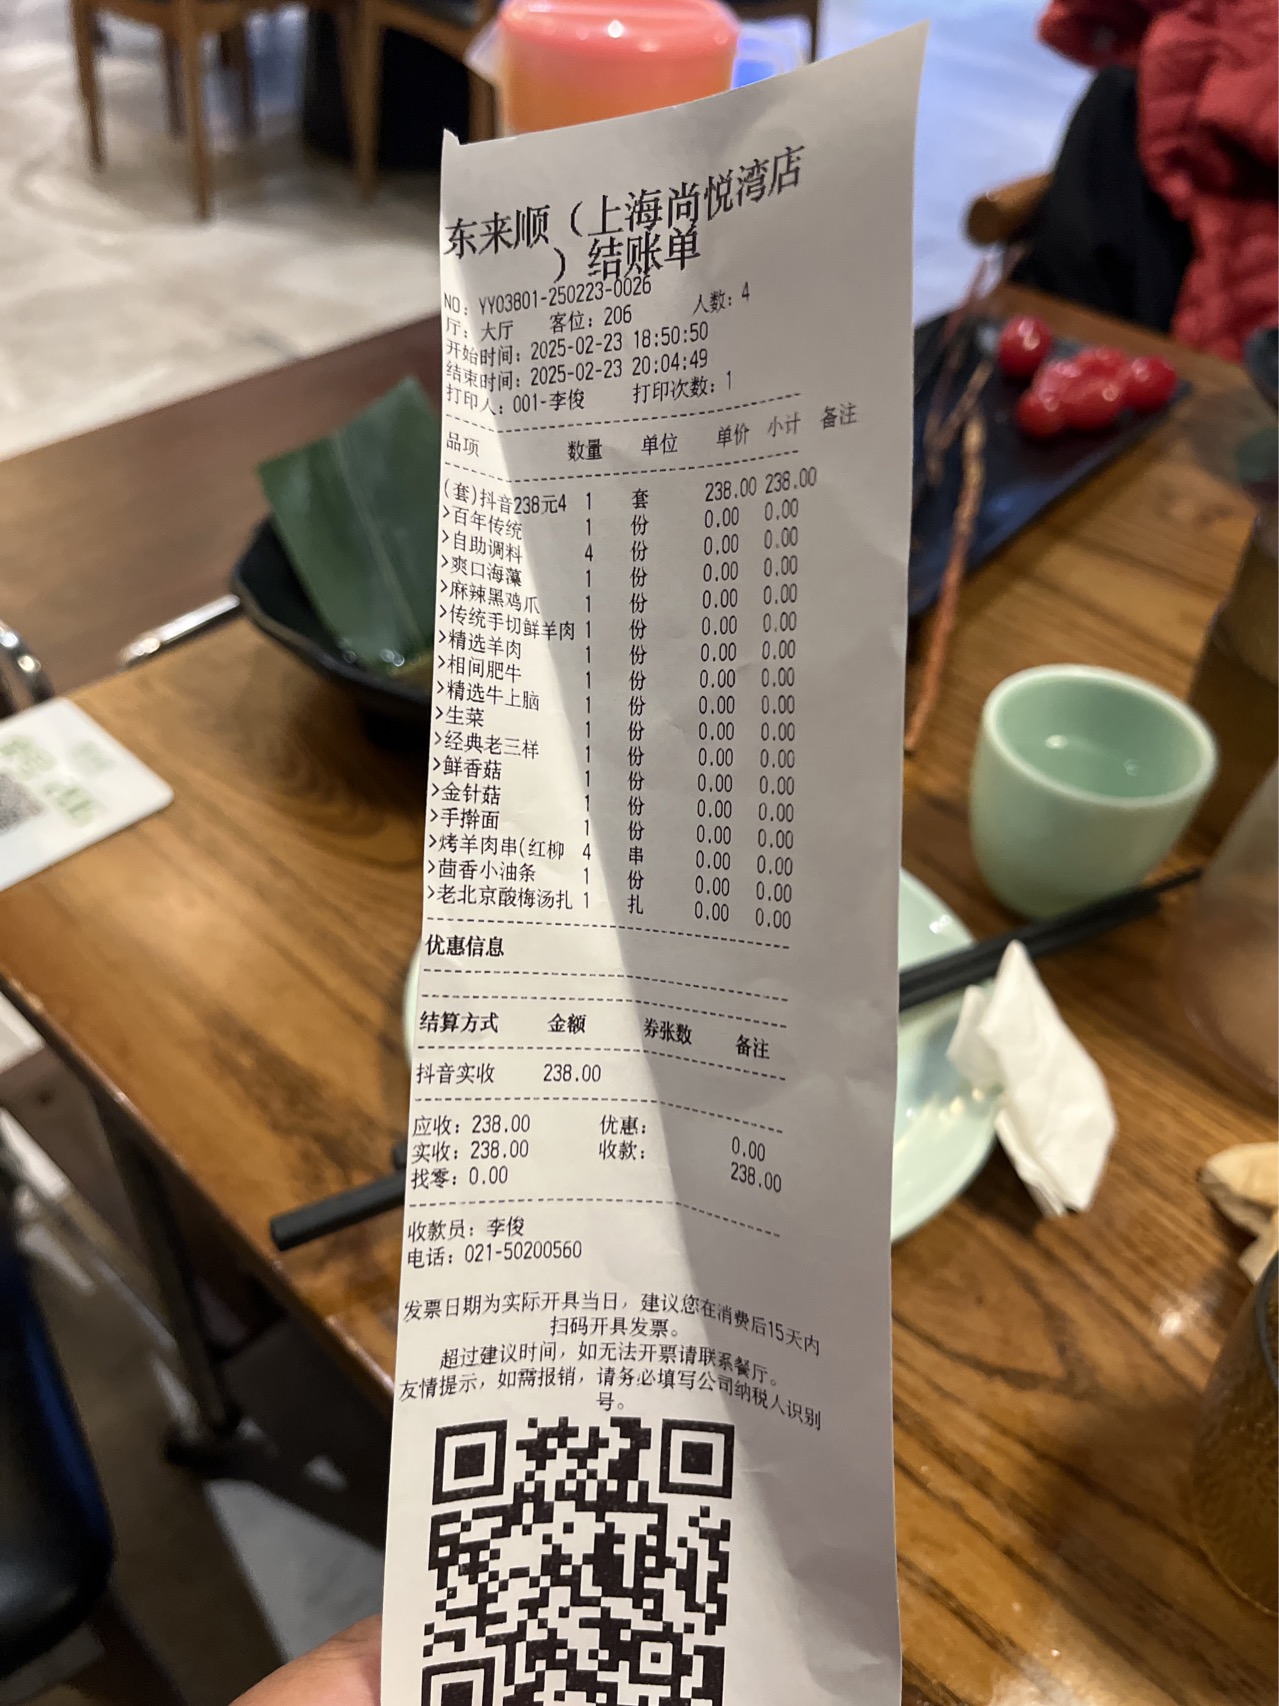 东来顺（上海尚悦湾店
）结账单
NO：YY03801-250223-0026
厅：大厅 客位：206 人数：4
开始时间：2025-02-23 18:50:50
结束时间：2025-02-23 20:04:49
打印人：001-李俊 打印次数：1
品项 数量 单位 单价 小计 备注
(套)抖音238元4 1 套 238.00 238.00
>百年传统 1 份 0.00 0.00
>自助调料 4 份 0.00 0.00
>爽口海藻 1 份 0.00 0.00
>麻辣黑鸡爪 1 份 0.00 0.00
>传统手切鲜羊肉 1 份 0.00 0.00
>精选羊肉 1 份 0.00 0.00
>相间肥牛 1 份 0.00 0.00
>精选牛上脑 1 份 0.00 0.00
>生菜 1 份 0.00 0.00
>经典老三样 1 份 0.00 0.00
>鲜香菇 1 份 0.00 0.00
>金针菇 1 份 0.00 0.00
>手擀面 1 份 0.00 0.00
>烤羊肉串(红柳 4 串 0.00 0.00
>茴香小油条 1 份 0.00 0.00
>老北京酸梅汤扎 1 扎 0.00 0.00
优惠信息
结算方式 金额 券张数 备注
抖音实收 238.00
应收：238.00 优惠： 0.00
实收：238.00 收款： 238.00
找零：0.00
收款员：李俊
电话：021-50200560
发票日期为实际开具当日，建议您在消费后15天内
扫码开具发票。
超过建议时间，如无法开票请联系餐厅。
友情提示，如需报销，请务必填写公司纳税人识别
号。